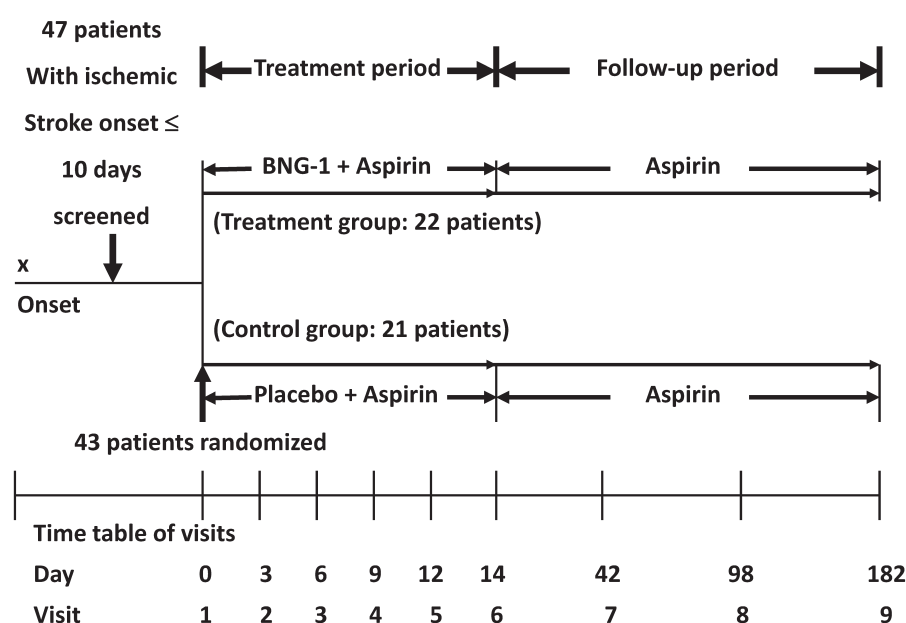 47 patients
With ischemic
Stroke onset ≤
10 days
screened
x
Onset
Treatment period
Follow-up period
BNG-1 + Aspirin
Aspirin
(Treatment group: 22 patients)
(Control group: 21 patients)
Placebo + Aspirin
Aspirin
43 patients randomized
Time table of visits
Day 0 3 6 9 12 14 42 98 182
Visit 1 2 3 4 5 6 7 8 9